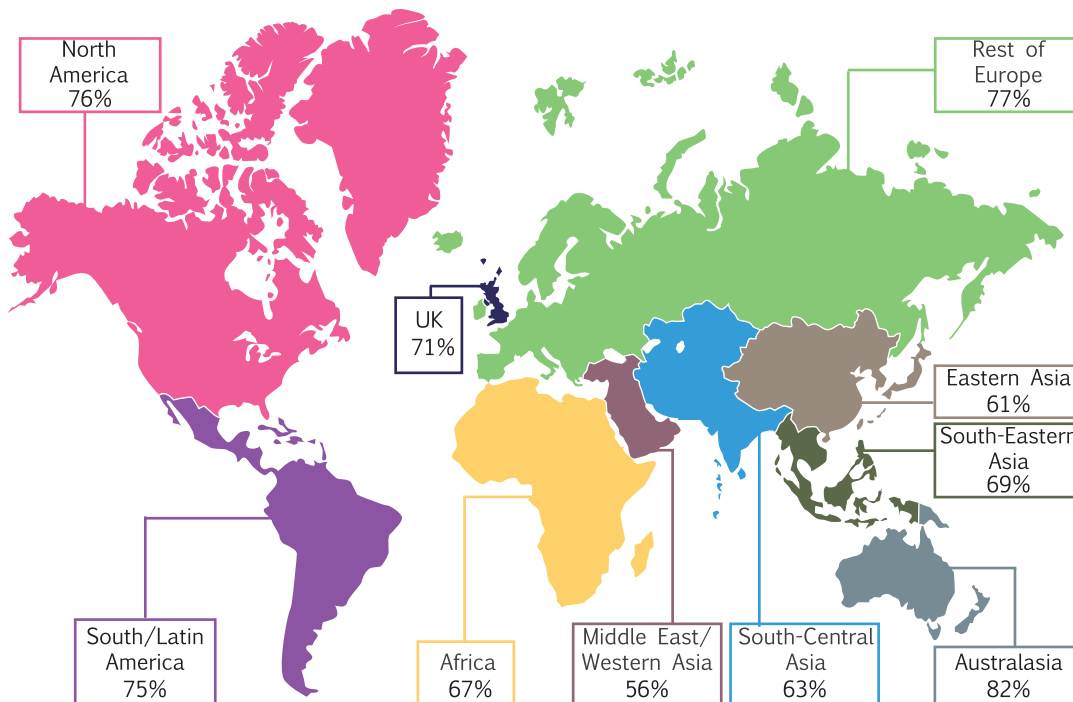 North
America
76%
Rest of
Europe
77%
UK
71%
Eastern Asia
61%
South-Eastern
Asia
69%
South/Latin
America
75%
Africa
67%
Middle East/
Western Asia
56%
South-Central
Asia
63%
Australasia
82%